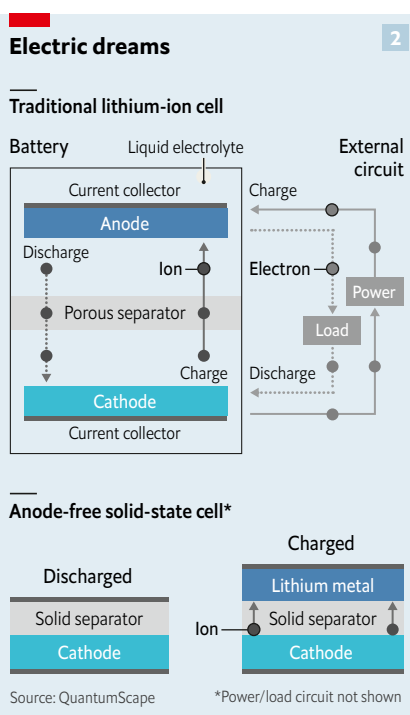 Electric dreams
2
Traditional lithium-ion cell
Battery
Liquid electrolyte
External
circuit
Current collector
Charge
Anode
Discharge
Ion
Electron
Power
Porous separator
Load
Charge
Discharge
Cathode
Current collector
Anode-free solid-state cell*
Charged
Discharged
Lithium metal
Solid separator
Ion
Solid separator
Cathode
Cathode
Source: QuantumScape
*Power/load circuit not shown